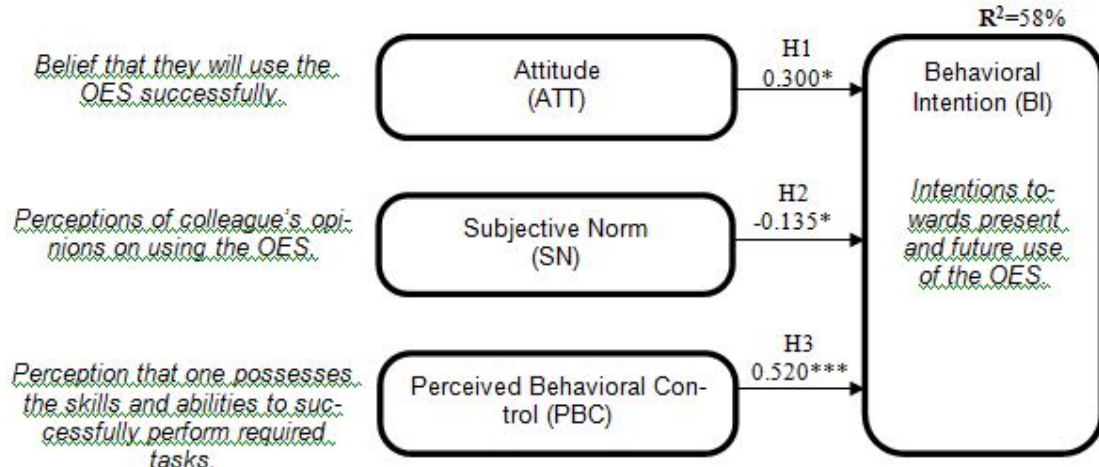 R²=58%
Belief that they will use the
OES successfully.
Attitude
(ATT)
H1
0.300*
Behavioral
Intention (BI)
Perceptions of colleague's opi-
nions on using the OES.
Subjective Norm
(SN)
H2
-0.135*
Intentions to-
wards present
and future use
of the OES.
Perception that one possesses
the skills and abilities to suc-
cessfully perform required
tasks.
Perceived Behavioral Con-
trol (PBC)
H3
0.520***